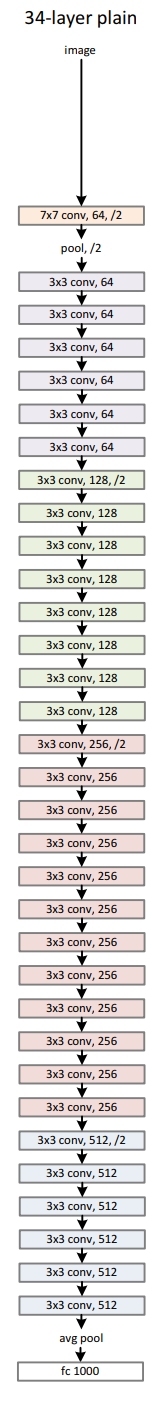 34-layer plain
image
7x7 conv, 64, /2
pool, /2
3x3 conv, 64
3x3 conv, 64
3x3 conv, 64
3x3 conv, 64
3x3 conv, 64
3x3 conv, 64
3x3 conv, 128, /2
3x3 conv, 128
3x3 conv, 128
3x3 conv, 128
3x3 conv, 128
3x3 conv, 128
3x3 conv, 128
3x3 conv, 128
3x3 conv, 256, /2
3x3 conv, 256
3x3 conv, 256
3x3 conv, 256
3x3 conv, 256
3x3 conv, 256
3x3 conv, 256
3x3 conv, 256
3x3 conv, 256
3x3 conv, 256
3x3 conv, 256
3x3 conv, 256
3x3 conv, 512, /2
3x3 conv, 512
3x3 conv, 512
3x3 conv, 512
3x3 conv, 512
3x3 conv, 512
avg pool
fc 1000